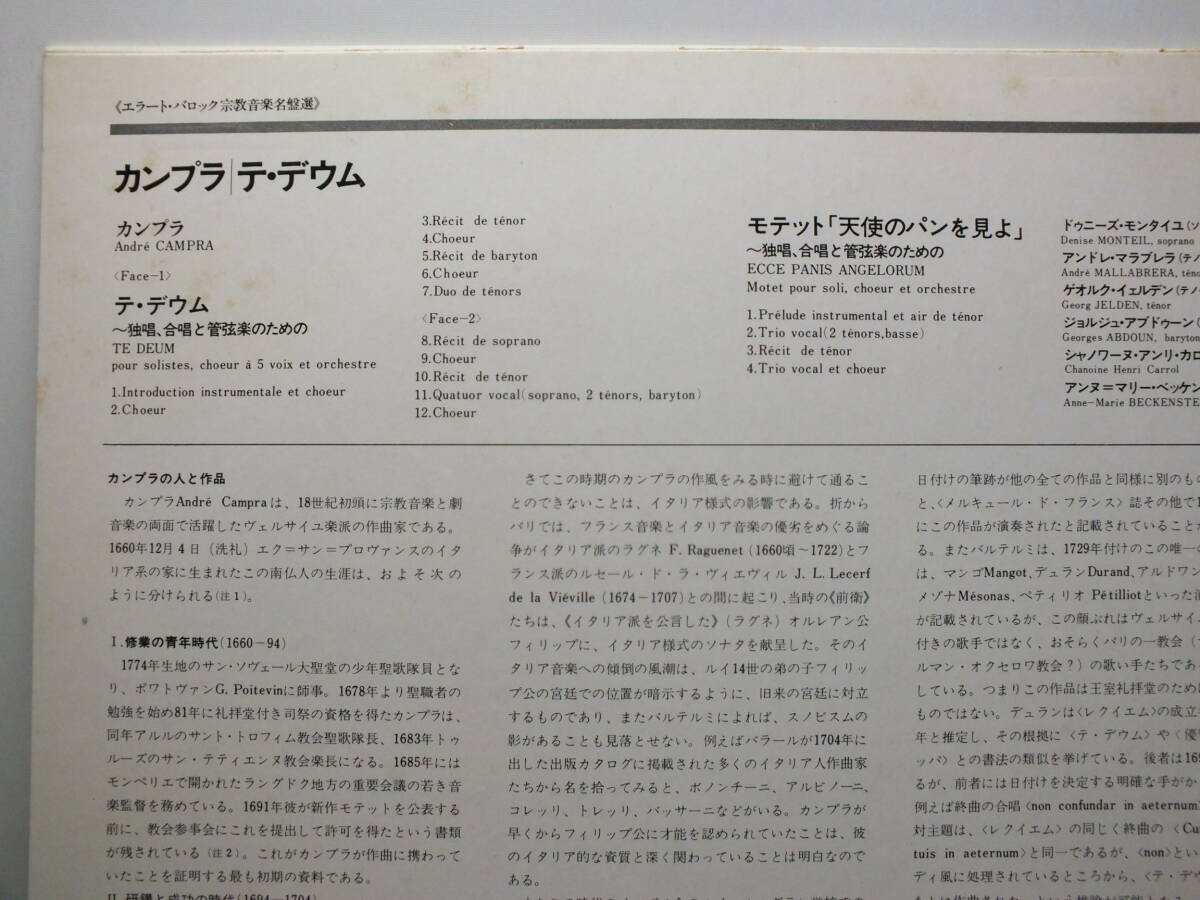 《エラート・バロック宗教音楽名盤選》
カンプラ|テ・デウム
カンプラ
André CAMPRA
〈Face-1〉
テ・デウム
〜独唱、合唱と管弦楽のための
TE DEUM
pour solistes, choeur à 5 voix et orchestre
1.Introduction instrumentale et choeur
2.Choeur
3.Récit de ténor
4.Choeur
5.Récit de baryton
6.Choeur
7.Duo de ténors
〈Face-2〉
8.Récit de soprano
9.Choeur
10.Récit de ténor
11.Quatuor vocal(soprano, 2 ténors, baryton)
12.Choeur
モテット「天使のパンを見よ」
〜独唱、合唱と管弦楽のための
ECCE PANIS ANGELORUM
Motet pour soli, choeur et orchestre
1.Prélude instrumental et air de ténor
2.Trio vocal(2 ténors,basse)
3.Récit de ténor
4.Trio vocal et choeur
ドゥニーズ・モンタイユ(ソ
Denise MONTEIL, soprano
アンドレ・マラブレラ(テノ
André MALLABRERA, téno
ゲオルク・イェルデン(テノ
Georg JELDEN, ténor
ジョルジュ・アブドゥーン(
Georges ABDOUN, baryton
シャノワーヌ・アンリ・カロ
Chanoine Henri Carrol
アンヌ=マリー・ベッケン
Anne-Marie BECKENSTE
カンプラの人と作品
カンプラAndré Campraは、18世紀初頭に宗教音楽と劇
音楽の両面で活躍したヴェルサイユ楽派の作曲家である。
1660年12月4日(洗礼)エク=サン=プロヴァンスのイタ
リア系の家に生まれたこの南仏人の生涯は、およそ次の
ように分けられる(注1)。
I.修業の青年時代(1660-94)
1774年生地のサン・ソヴェール大聖堂の少年聖歌隊員とな
り、ポワトヴァンG. Poitevinに師事。1678年より聖職者の
勉強を始め81年に礼拝堂付き司祭の資格を得たカンプラは、
同年アルルのサント・トロフィム教会聖歌隊長、1683年トゥ
ルーズのサン・テティエンヌ教会楽長になる。1685年には
モンペリエで開かれたラングドク地方の重要会議の若き音
楽監督を務めている。1691年彼が新作モテットを公表する
前に、教会参事会にこれを提出して許可を得たという書類
が残されている(注2)。これがカンプラが作曲に携わって
いたことを証明する最も初期の資料である。
II.研鑽と成功の時代(1694-1704)
さてこの時期のカンプラの作風をみる時に避けて通るこ
とのできないことは、イタリア様式の影響である。折から
パリでは、フランス音楽とイタリア音楽の優劣をめぐる論
争がイタリア派のラグネ F. Raguenet (1660頃〜1722)とフ
ランス派のルセール・ド・ラ・ヴィエヴィル J. L. Lecerf
de la Viéville (1674-1707)との間に起こり、当時の《前衛》
たちは、《イタリア派を公言した》(ラグネ)オルレアン公
フィリップに、イタリア様式のソナタを献呈した。そのイ
タリア音楽への傾倒の風潮は、ルイ14世の弟の子フィリッ
プ公の宮廷での位置が暗示するように、旧来の宮廷に対立
するものであり、またバルテルミによれば、スノビスムの
影があることも見落とせない。例えばバラールが1704年に
出した出版カタログに掲載された多くのイタリア人作曲家
たちから名を拾ってみると、ボノンチーニ、アルビノーニ、
コレッリ、トレッリ、バッサーニなどがいる。カンプラが
早くからフィリップ公に才能を認められていたことは、彼
のイタリア的な資質と深く関わっていることは明白なので
ある。
日付けの筆跡が他の全ての作品と同様に別のもの
と、〈メルキュール・ド・フランス〉誌その他で1
にこの作品が演奏されたと記載されていることか
る。またバルテルミは、1729年付けのこの唯一の
は、マンゴMangot、デュランDurand、アルドワン
メゾナMésonas、ペティリオ Pétilliotといった演
が記載されているが、この顔ぶれはヴェルサイ
付きの歌手ではなく、おそらくパリの一教会(サ
ルマン・オクセロワ教会?)の歌い手たちであ
している。つまりこの作品は王室礼拝堂のため
ものではない。デュランは〈レクイエム〉の成立
年と推定し、その根拠に〈テ・デウム〉や〈優
ッパ〉との書法の類似を挙げている。後者は169
るが、前者には日付けを決定する明確な手がか
例えば終曲の合唱〈non confundar in aeternum〉
対主題は、〈レクイエム〉の同じく終曲の〈Cu
tuis in aeternum〉と同一であるが、〈non〉とい
ディ風に処理されているところから、〈テ・デウ